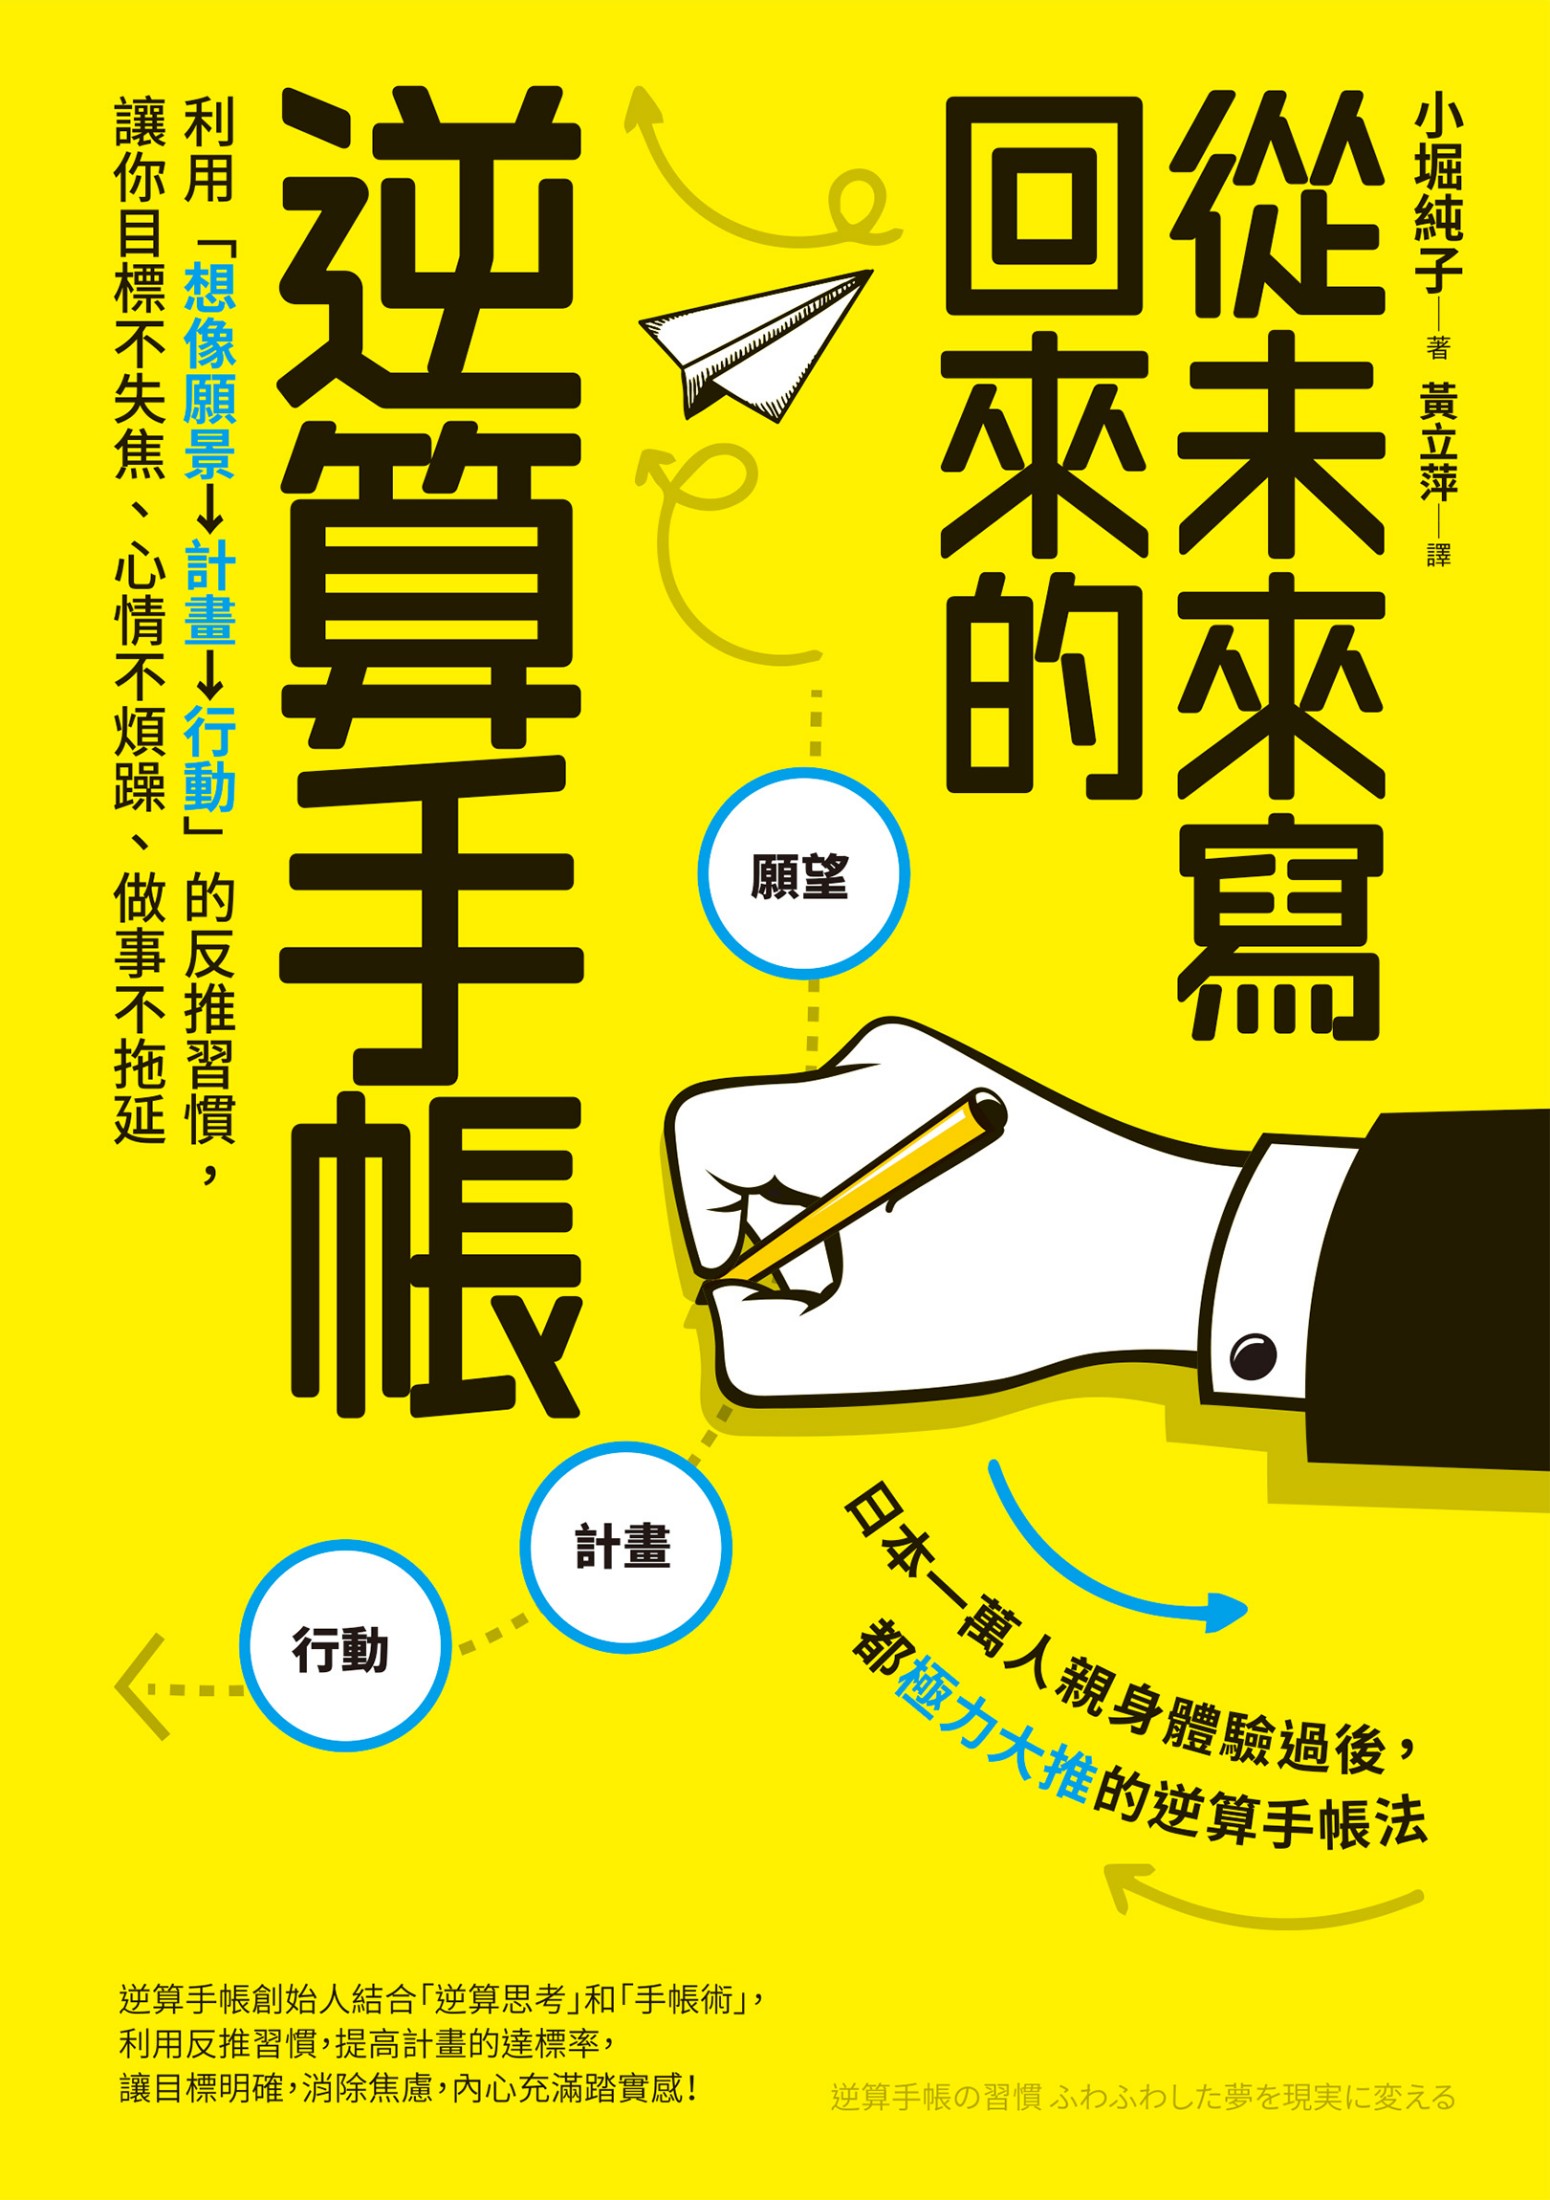 小堀純子—著 黃立萍—譯
從未來寫
回來的
逆算手帳
利用「想像願景→計畫→行動」的反推習慣，
讓你目標不失焦、心情不煩躁、做事不拖延
願望
計畫
行動
日本一萬人親身體驗過後，
都極力大推的逆算手帳法
逆算手帳創始人結合「逆算思考」和「手帳術」，
利用反推習慣，提高計畫的達標率，
讓目標明確，消除焦慮，內心充滿踏實感！
逆算手帳の習慣 ふわふわした夢を現実に変える